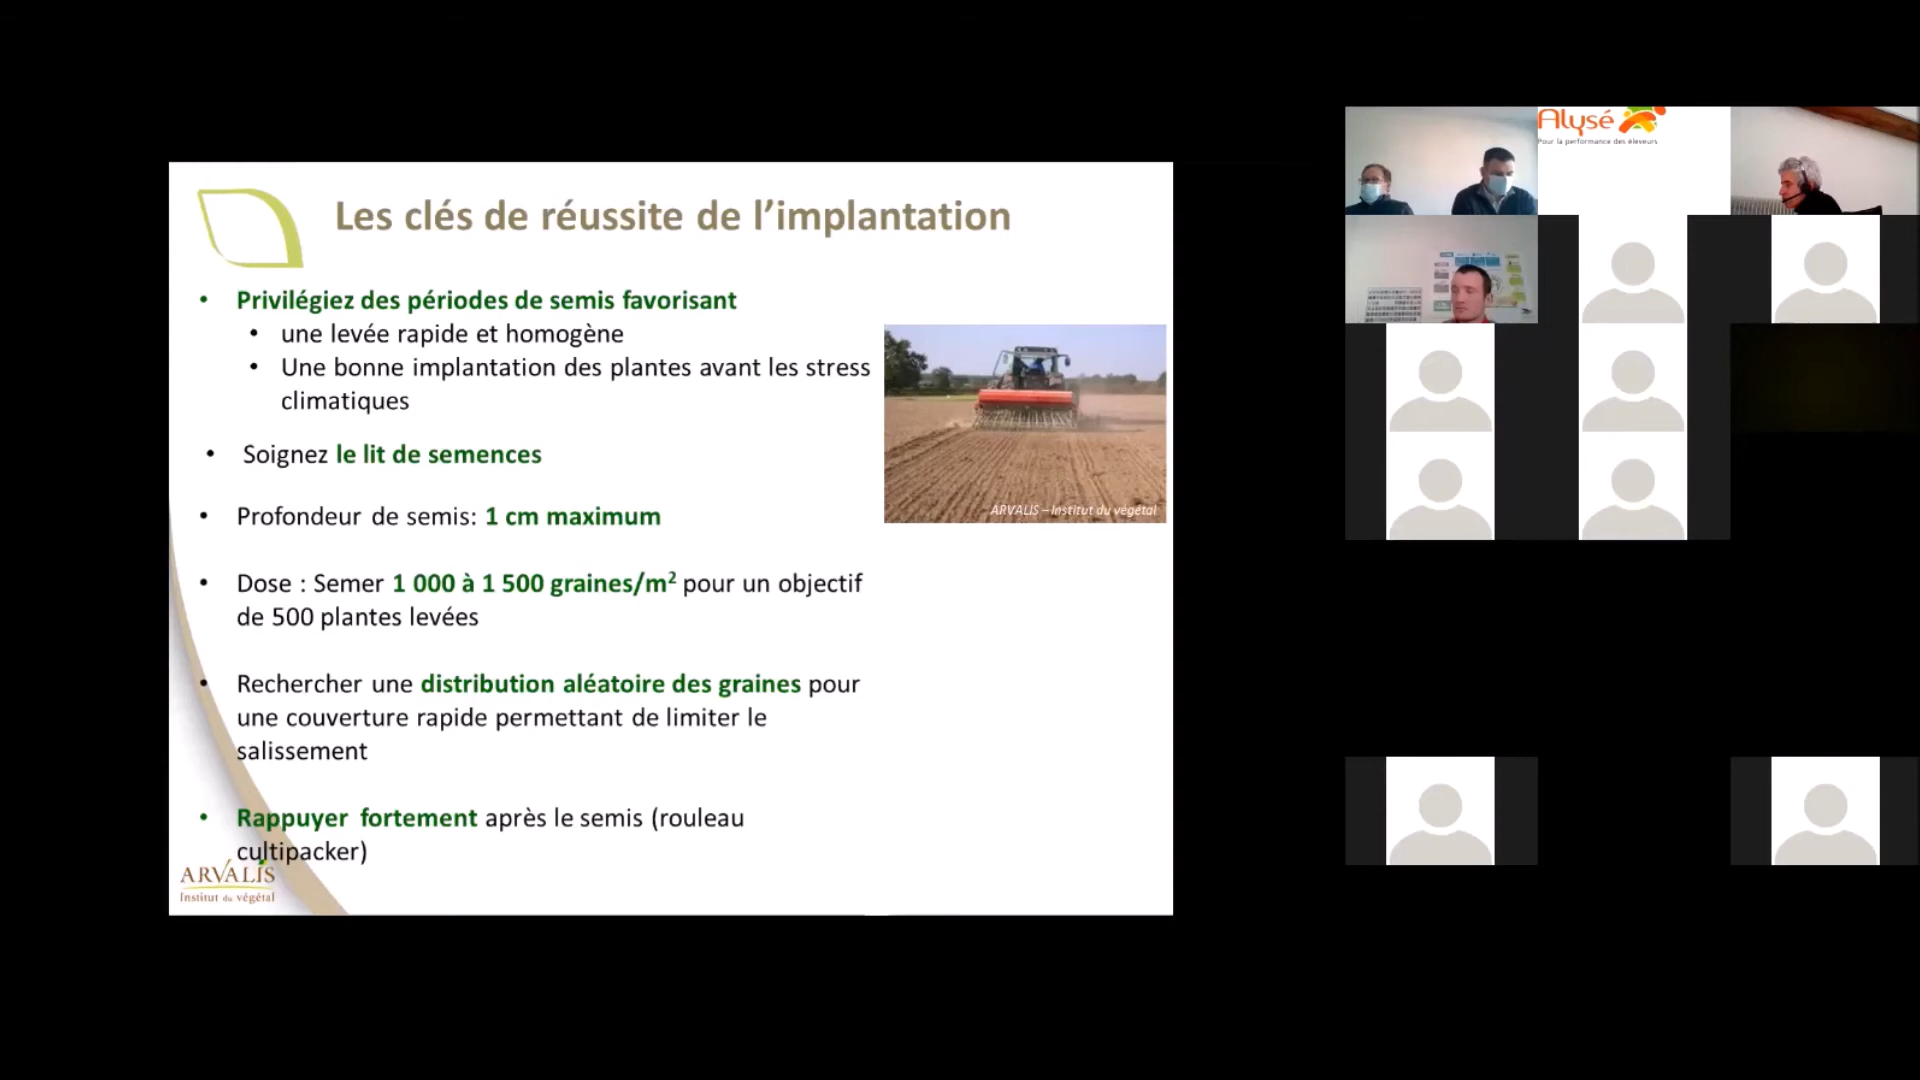 Les clés de réussite de l’implantation
• Privilégiez des périodes de semis favorisant
• une levée rapide et homogène
• Une bonne implantation des plantes avant les stress
climatiques
• Soignez le lit de semences
• Profondeur de semis: 1 cm maximum
• Dose : Semer 1 000 à 1 500 graines/m² pour un objectif
de 500 plantes levées
• Rechercher une distribution aléatoire des graines pour
une couverture rapide permettant de limiter le
salissement
• Rappuyer fortement après le semis (rouleau
cultipacker)
ARVALIS
Institut du végétal
ARVALIS – Institut du végétal
Alysé
Pour la performance des éleveurs